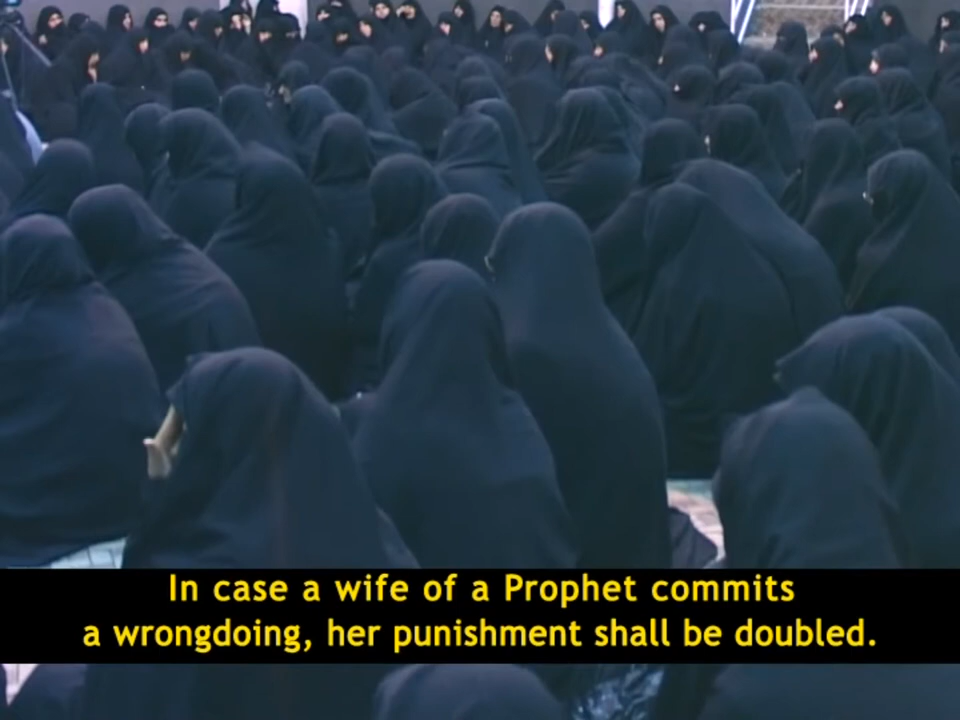 In case a wife of a Prophet commits
a wrongdoing, her punishment shall be doubled.